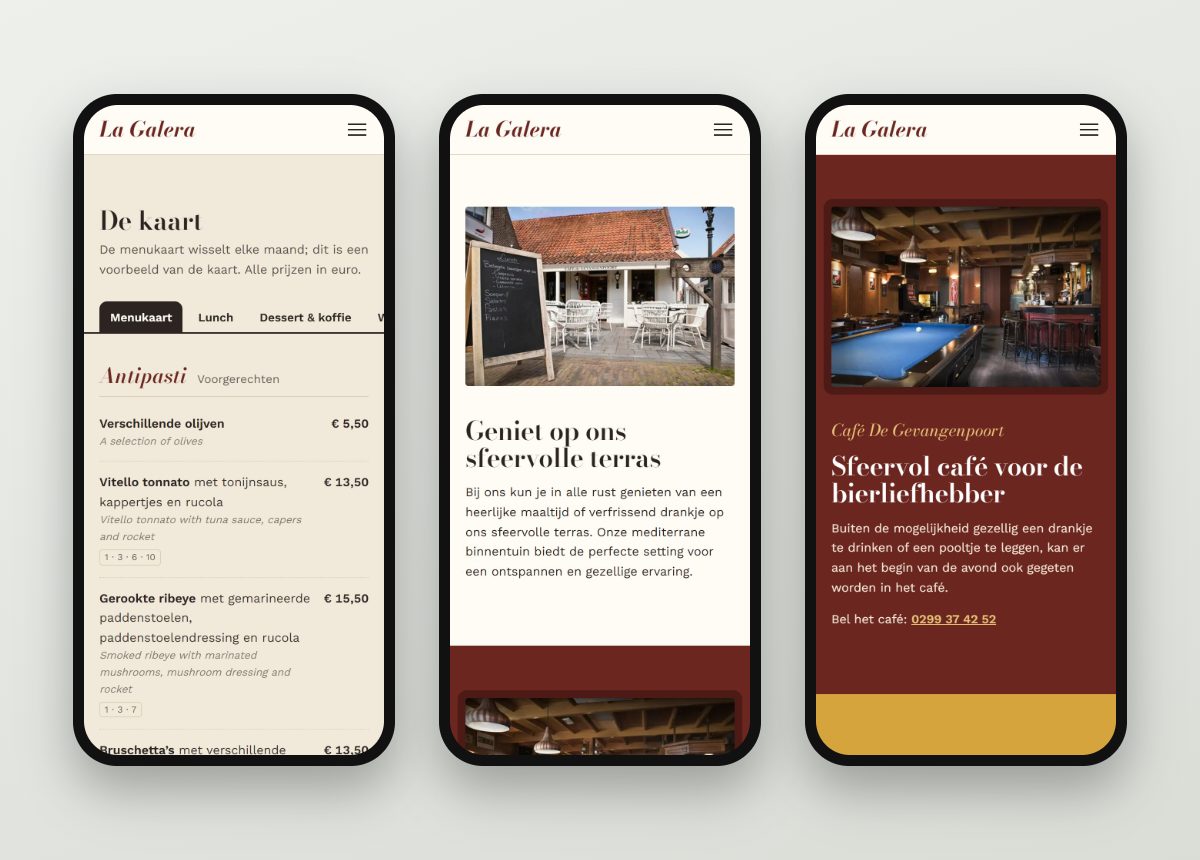 La Galera
De kaart
De menukaart wisselt elke maand; dit is een
voorbeeld van de kaart. Alle prijzen in euro.
Menukaart Lunch Dessert & koffie
Antipasti Voorgerechten
Verschillende olijven € 5,50
A selection of olives
Vitello tonnato met tonijnsaus, € 13,50
kappertjes en rucola
Vitello tonnato with tuna sauce, capers
and rocket
1 · 3 · 6 · 10
Gerookte ribeye met gemarineerde € 15,50
paddenstoelen,
paddenstoelendressing en rucola
Smoked ribeye with marinated
mushrooms, mushroom dressing and
rocket
1 · 3 · 7
Bruschetta’s met verschillende € 13,50
La Galera
Lunch
Geniet op ons
sfeervolle terras
Bij ons kun je in alle rust genieten van een
heerlijke maaltijd of verfrissend drankje op
ons sfeervolle terras. Onze mediterrane
binnentuin biedt de perfecte setting voor
een ontspannen en gezellige ervaring.
La Galera
Café De Gevangenpoort
Sfeervol café voor de
bierliefhebber
Buiten de mogelijkheid gezellig een drankje
te drinken of een pooltje te leggen, kan er
aan het begin van de avond ook gegeten
worden in het café.
Bel het café: 0299 37 42 52